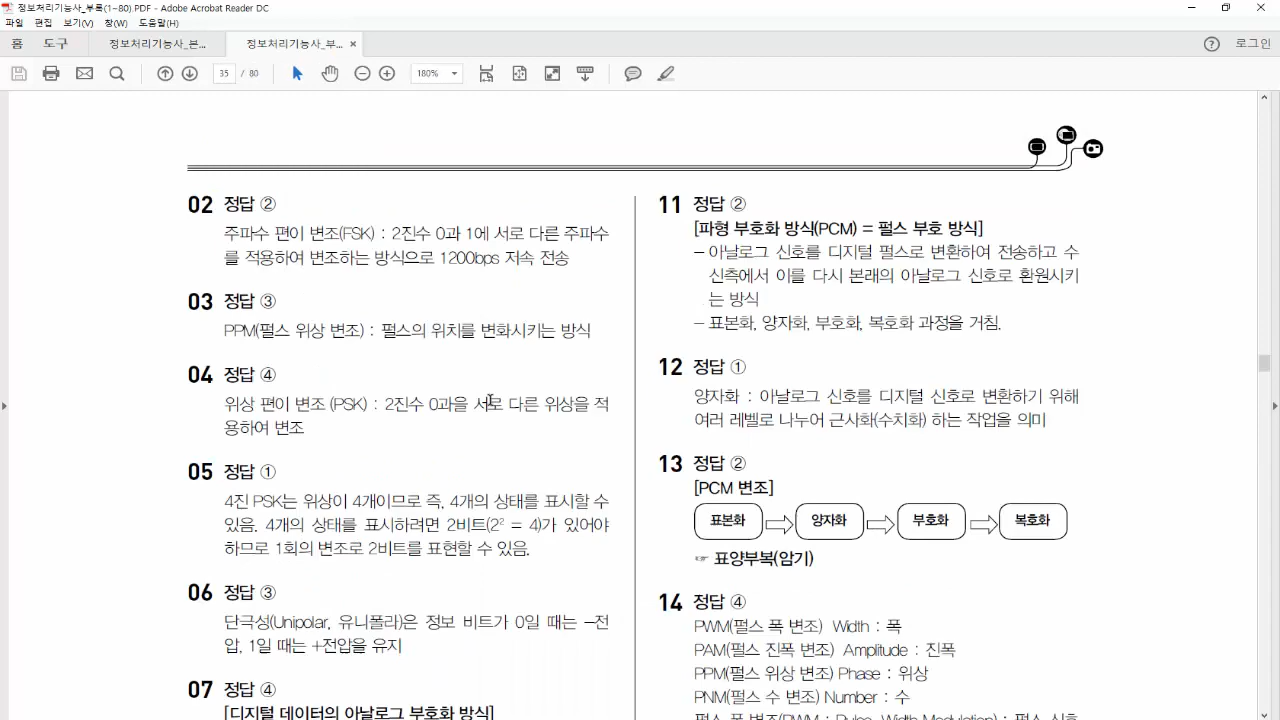 정보처리기능사_부록(1~80).PDF - Adobe Acrobat Reader DC
파일 편집 보기(V) 창(W) 도움말(H)
홈 도구 정보처리기능사_본... 정보처리기능사_부... × ? 로그인
35 / 80 180%
02 정답 ②
주파수 편이 변조(FSK) : 2진수 0과 1에 서로 다른 주파수
를 적용하여 변조하는 방식으로 1200bps 저속 전송
03 정답 ③
PPM(펄스 위상 변조) : 펄스의 위치를 변화시키는 방식
04 정답 ④
위상 편이 변조 (PSK) : 2진수 0과을 서로 다른 위상을 적
용하여 변조
05 정답 ①
4진 PSK는 위상이 4개이므로 즉, 4개의 상태를 표시할 수
있음. 4개의 상태를 표시하려면 2비트(2² = 4)가 있어야
하므로 1회의 변조로 2비트를 표현할 수 있음.
06 정답 ③
단극성(Unipolar, 유니폴라)은 정보 비트가 0일 때는 –전
압, 1일 때는 +전압을 유지
07 정답 ④
[디지털 데이터의 아날로그 부호화 방식]
11 정답 ②
[파형 부호화 방식(PCM) = 펄스 부호 방식]
– 아날로그 신호를 디지털 펄스로 변환하여 전송하고 수
신측에서 이를 다시 본래의 아날로그 신호로 환원시키
는 방식
– 표본화, 양자화, 부호화, 복호화 과정을 거침.
12 정답 ①
양자화 : 아날로그 신호를 디지털 신호로 변환하기 위해
여러 레벨로 나누어 근사화(수치화) 하는 작업을 의미
13 정답 ②
[PCM 변조]
표본화 양자화 부호화 복호화
☞ 표양부복(암기)
14 정답 ④
PWM(펄스 폭 변조) Width : 폭
PAM(펄스 진폭 변조) Amplitude : 진폭
PPM(펄스 위상 변조) Phase : 위상
PNM(펄스 수 변조) Number : 수
펄스 폭 변조(PWM : Pulse Width Modulation) : 펄스 신호